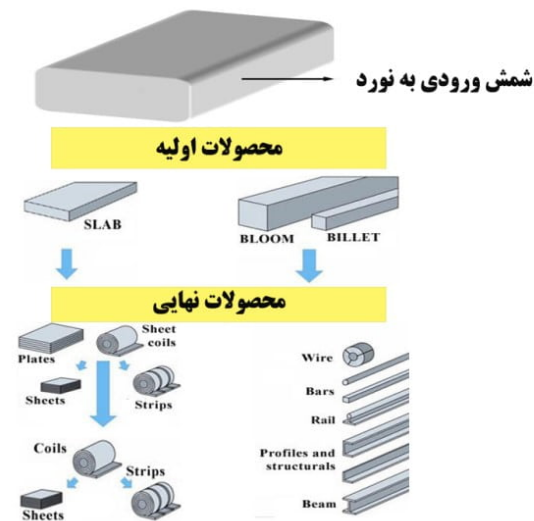 شمش ورودی به نورد
محصولات اولیه
SLAB
BLOOM
BILLET
محصولات نهایی
Plates
Sheet
coils
Sheets
Strips
Coils
Strips
Sheets
Wire
Bars
Rail
Profiles and
structurals
Beam